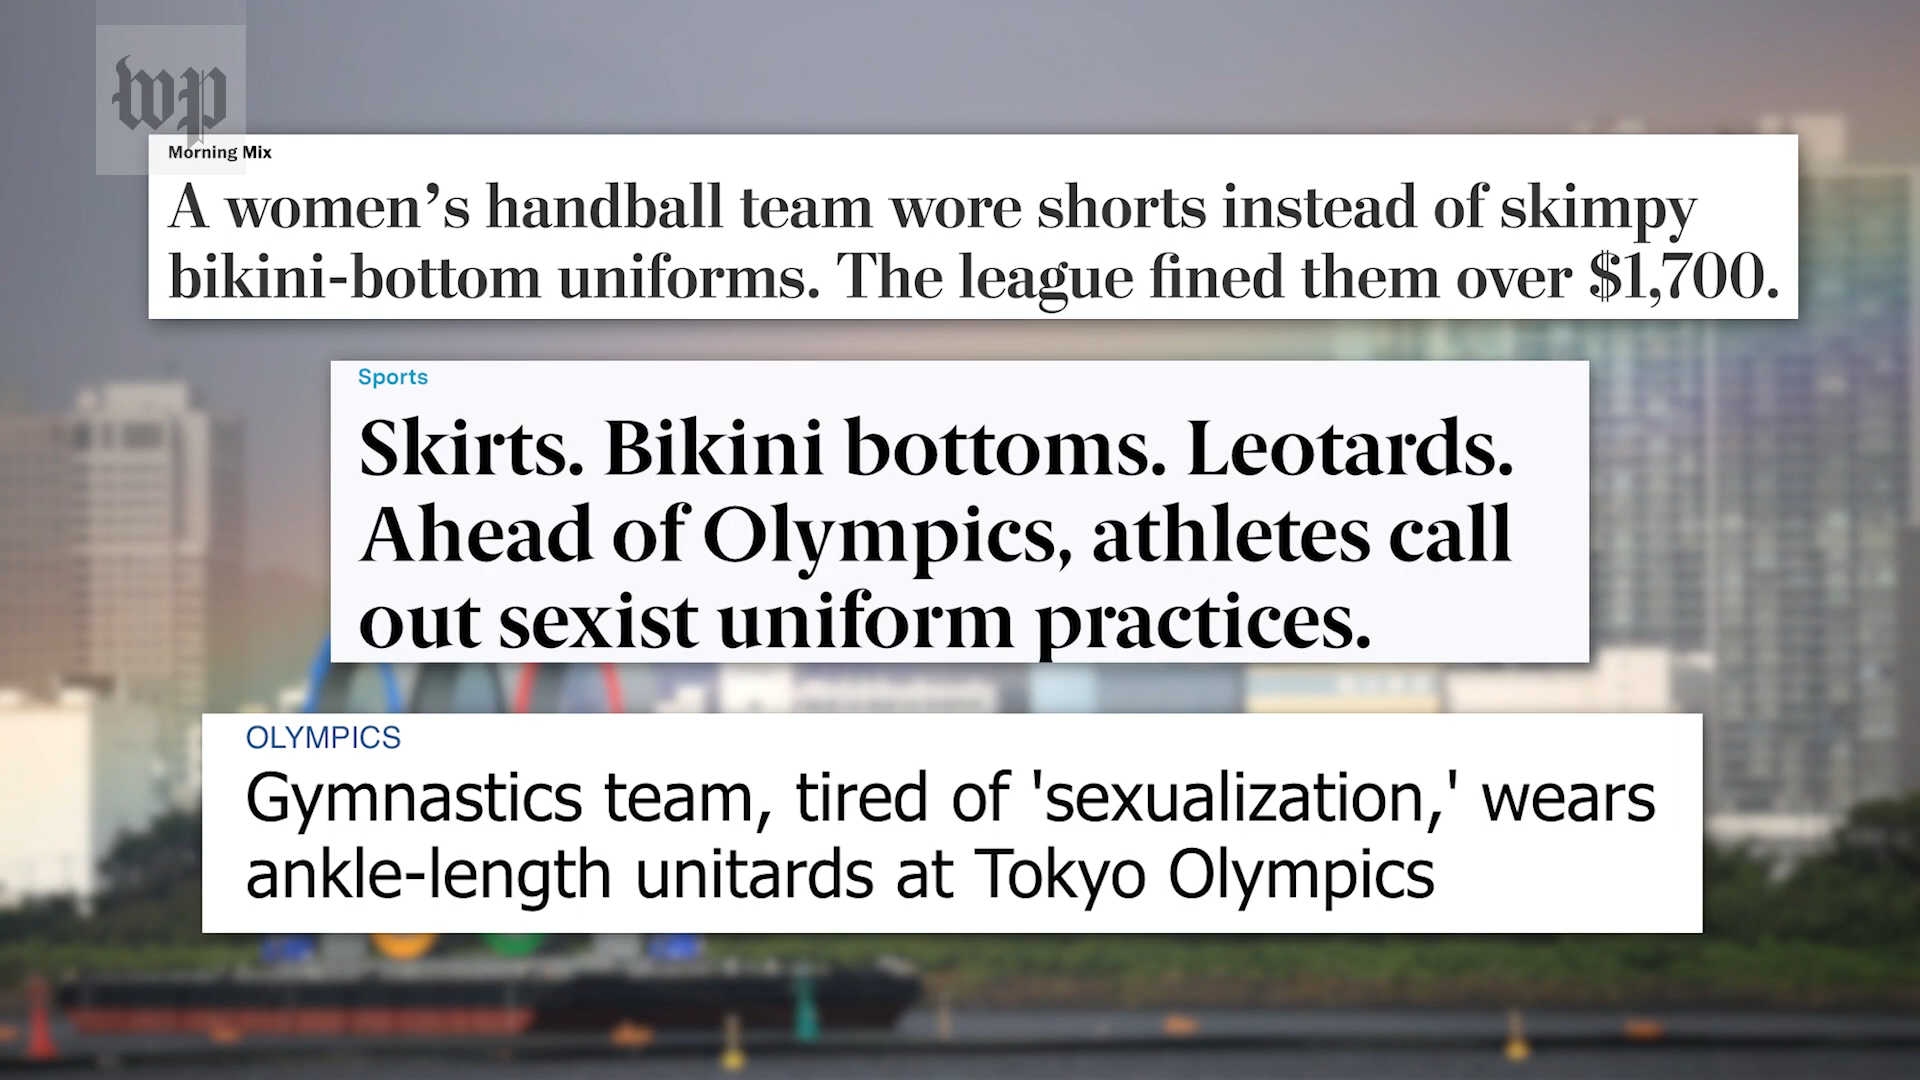 wp
Morning Mix
A women’s handball team wore shorts instead of skimpy
bikini-bottom uniforms. The league fined them over $1,700.
Sports
Skirts. Bikini bottoms. Leotards.
Ahead of Olympics, athletes call
out sexist uniform practices.
OLYMPICS
Gymnastics team, tired of 'sexualization,' wears
ankle-length unitards at Tokyo Olympics